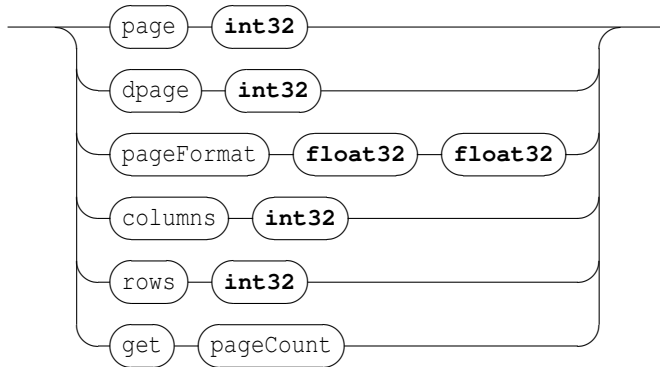 page int32
dpage int32
pageFormat float32 float32
columns int32
rows int32
get pageCount